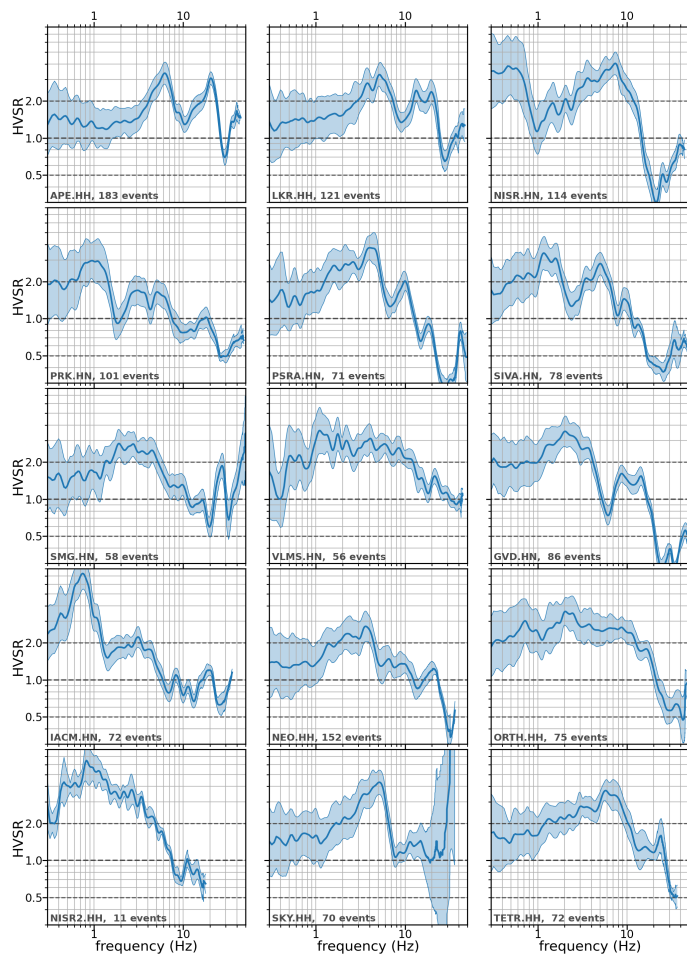 1 10 1 10 1 10
HVSR 2.0 1.0 0.5
APE.HH, 183 events LKR.HH, 121 events NISR.HN, 114 events
HVSR 2.0 1.0 0.5
PRK.HN, 101 events PSRA.HN, 71 events SIVA.HN, 78 events
HVSR 2.0 1.0 0.5
SMG.HN, 58 events VLMS.HN, 56 events GVD.HN, 86 events
HVSR 2.0 1.0 0.5
IACM.HN, 72 events NEO.HH, 152 events ORTH.HH, 75 events
HVSR 2.0 1.0 0.5
NISR2.HH, 11 events SKY.HH, 70 events TETR.HH, 72 events
1 10 1 10 1 10
frequency (Hz) frequency (Hz) frequency (Hz)